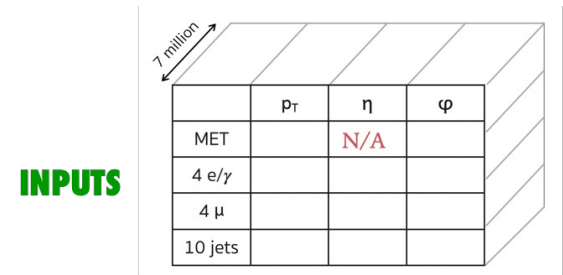 7 million
pT η φ
MET N/A
4 e/γ
INPUTS
4 μ
10 jets